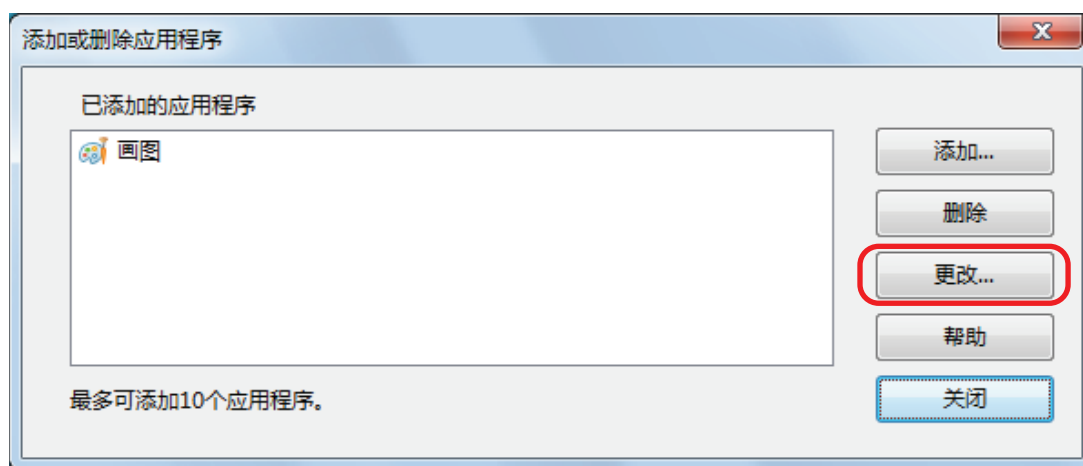 添加或删除应用程序
已添加的应用程序
画图
添加...
删除
更改...
帮助
关闭
最多可添加10个应用程序。